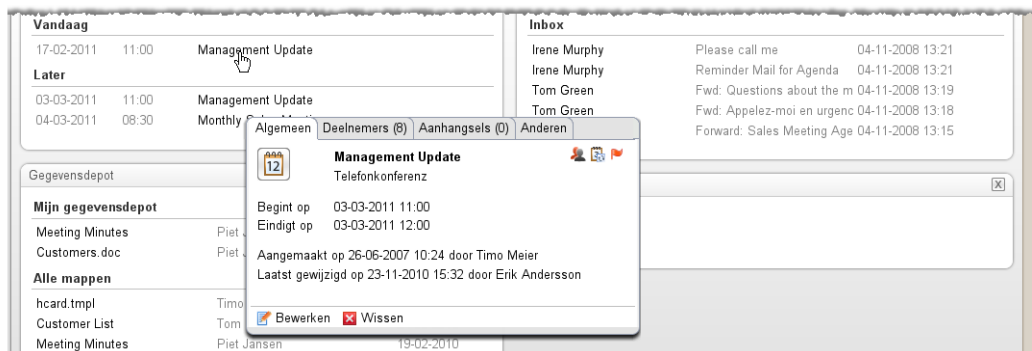 Vandaag
17-02-2011 11:00 Management Update
Later
03-03-2011 11:00 Management Update
04-03-2011 08:30 Monthly
Inbox
Irene Murphy Please call me 04-11-2008 13:21
Irene Murphy Reminder Mail for Agenda 04-11-2008 13:21
Tom Green Fwd: Questions about the m 04-11-2008 13:19
Tom Green Fwd: Appelez-moi en urgenc 04-11-2008 13:18
Forward: Sales Meeting Age 04-11-2008 13:15
Algemeen Deelnemers (8) Aanhangsels (0) Anderen
12
Management Update
Telefonkonferenz
Begint op 03-03-2011 11:00
Eindigt op 03-03-2011 12:00
Aangemaakt op 26-06-2007 10:24 door Timo Meier
Laatst gewijzigd op 23-11-2010 15:32 door Erik Andersson
Bewerken Wissen
Gegevensdepot
Mijn gegevensdepot
Meeting Minutes Piet
Customers.doc Piet
Alle mappen
hcard.tmpl Timo
Customer List Tom
Meeting Minutes Piet Jansen 19-02-2010